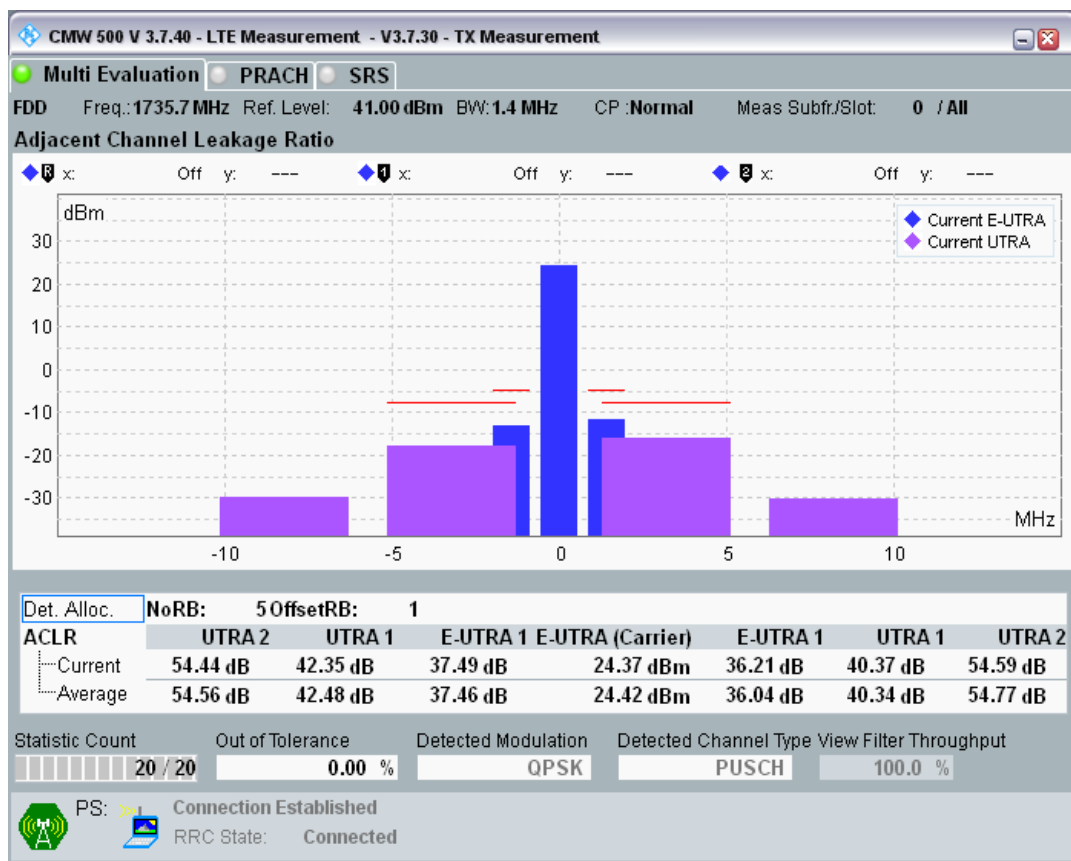 CMW 500 V 3.7.40 - LTE Measurement - V3.7.30 - TX Measurement
Multi Evaluation PRACH SRS
FDD Freq.: 1735.7 MHz Ref. Level: 41.00 dBm BW: 1.4 MHz CP :Normal Meas Subfr./Slot: 0 / All
Adjacent Channel Leakage Ratio
R x: Off y: --- 1 x: Off y: --- 2 x: Off y: ---
dBm
Current E-UTRA
Current UTRA
30
20
10
0
-10
-20
-30
MHz
-10 -5 0 5 10
Det. Alloc. NoRB: 5 OffsetRB: 1
ACLR UTRA 2 UTRA 1 E-UTRA 1 E-UTRA (Carrier) E-UTRA 1 UTRA 1 UTRA 2
Current 54.44 dB 42.35 dB 37.49 dB 24.37 dBm 36.21 dB 40.37 dB 54.59 dB
Average 54.56 dB 42.48 dB 37.46 dB 24.42 dBm 36.04 dB 40.34 dB 54.77 dB
Statistic Count Out of Tolerance Detected Modulation Detected Channel Type View Filter Throughput
20 / 20 0.00 % QPSK PUSCH 100.0 %
PS: Connection Established
RRC State: Connected